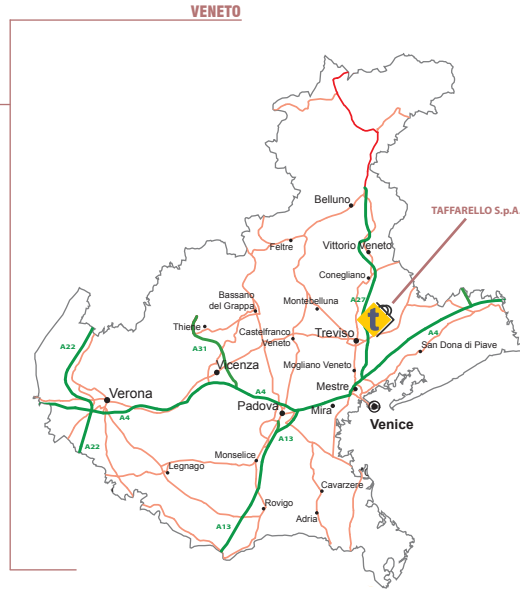 VENETO
Belluno
TAFFARELLO S.p.A.
Feltre
Vittorio Veneto
Conegliano
Bassano
del Grappa
Montebelluna
A27
t
Thiene
Castelfranco
Veneto
Treviso
A4
San Dona di Piave
A22
A31
Vicenza
Mogliano Veneto
Verona
A4
Mestre
Padova
Mira
A4
Venice
A22
A13
Monselice
Legnago
Cavarzere
Rovigo
Adria
A13